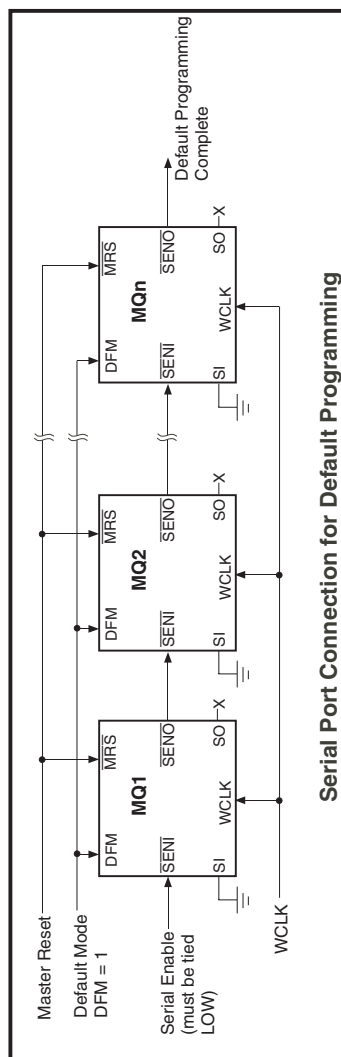 Master Reset
Default Mode
DFM = 1
DFM
MRS
MQ1
Serial Enable
(must be tied
LOW)
SENI
SENO
WCLK
SI
SO
X
DFM
MRS
MQ2
SENI
SENO
WCLK
SI
SO
X
DFM
MRS
MQn
SENI
SENO
WCLK
SI
SO
X
Default Programming
Complete
WCLK
Serial Port Connection for Default Programming